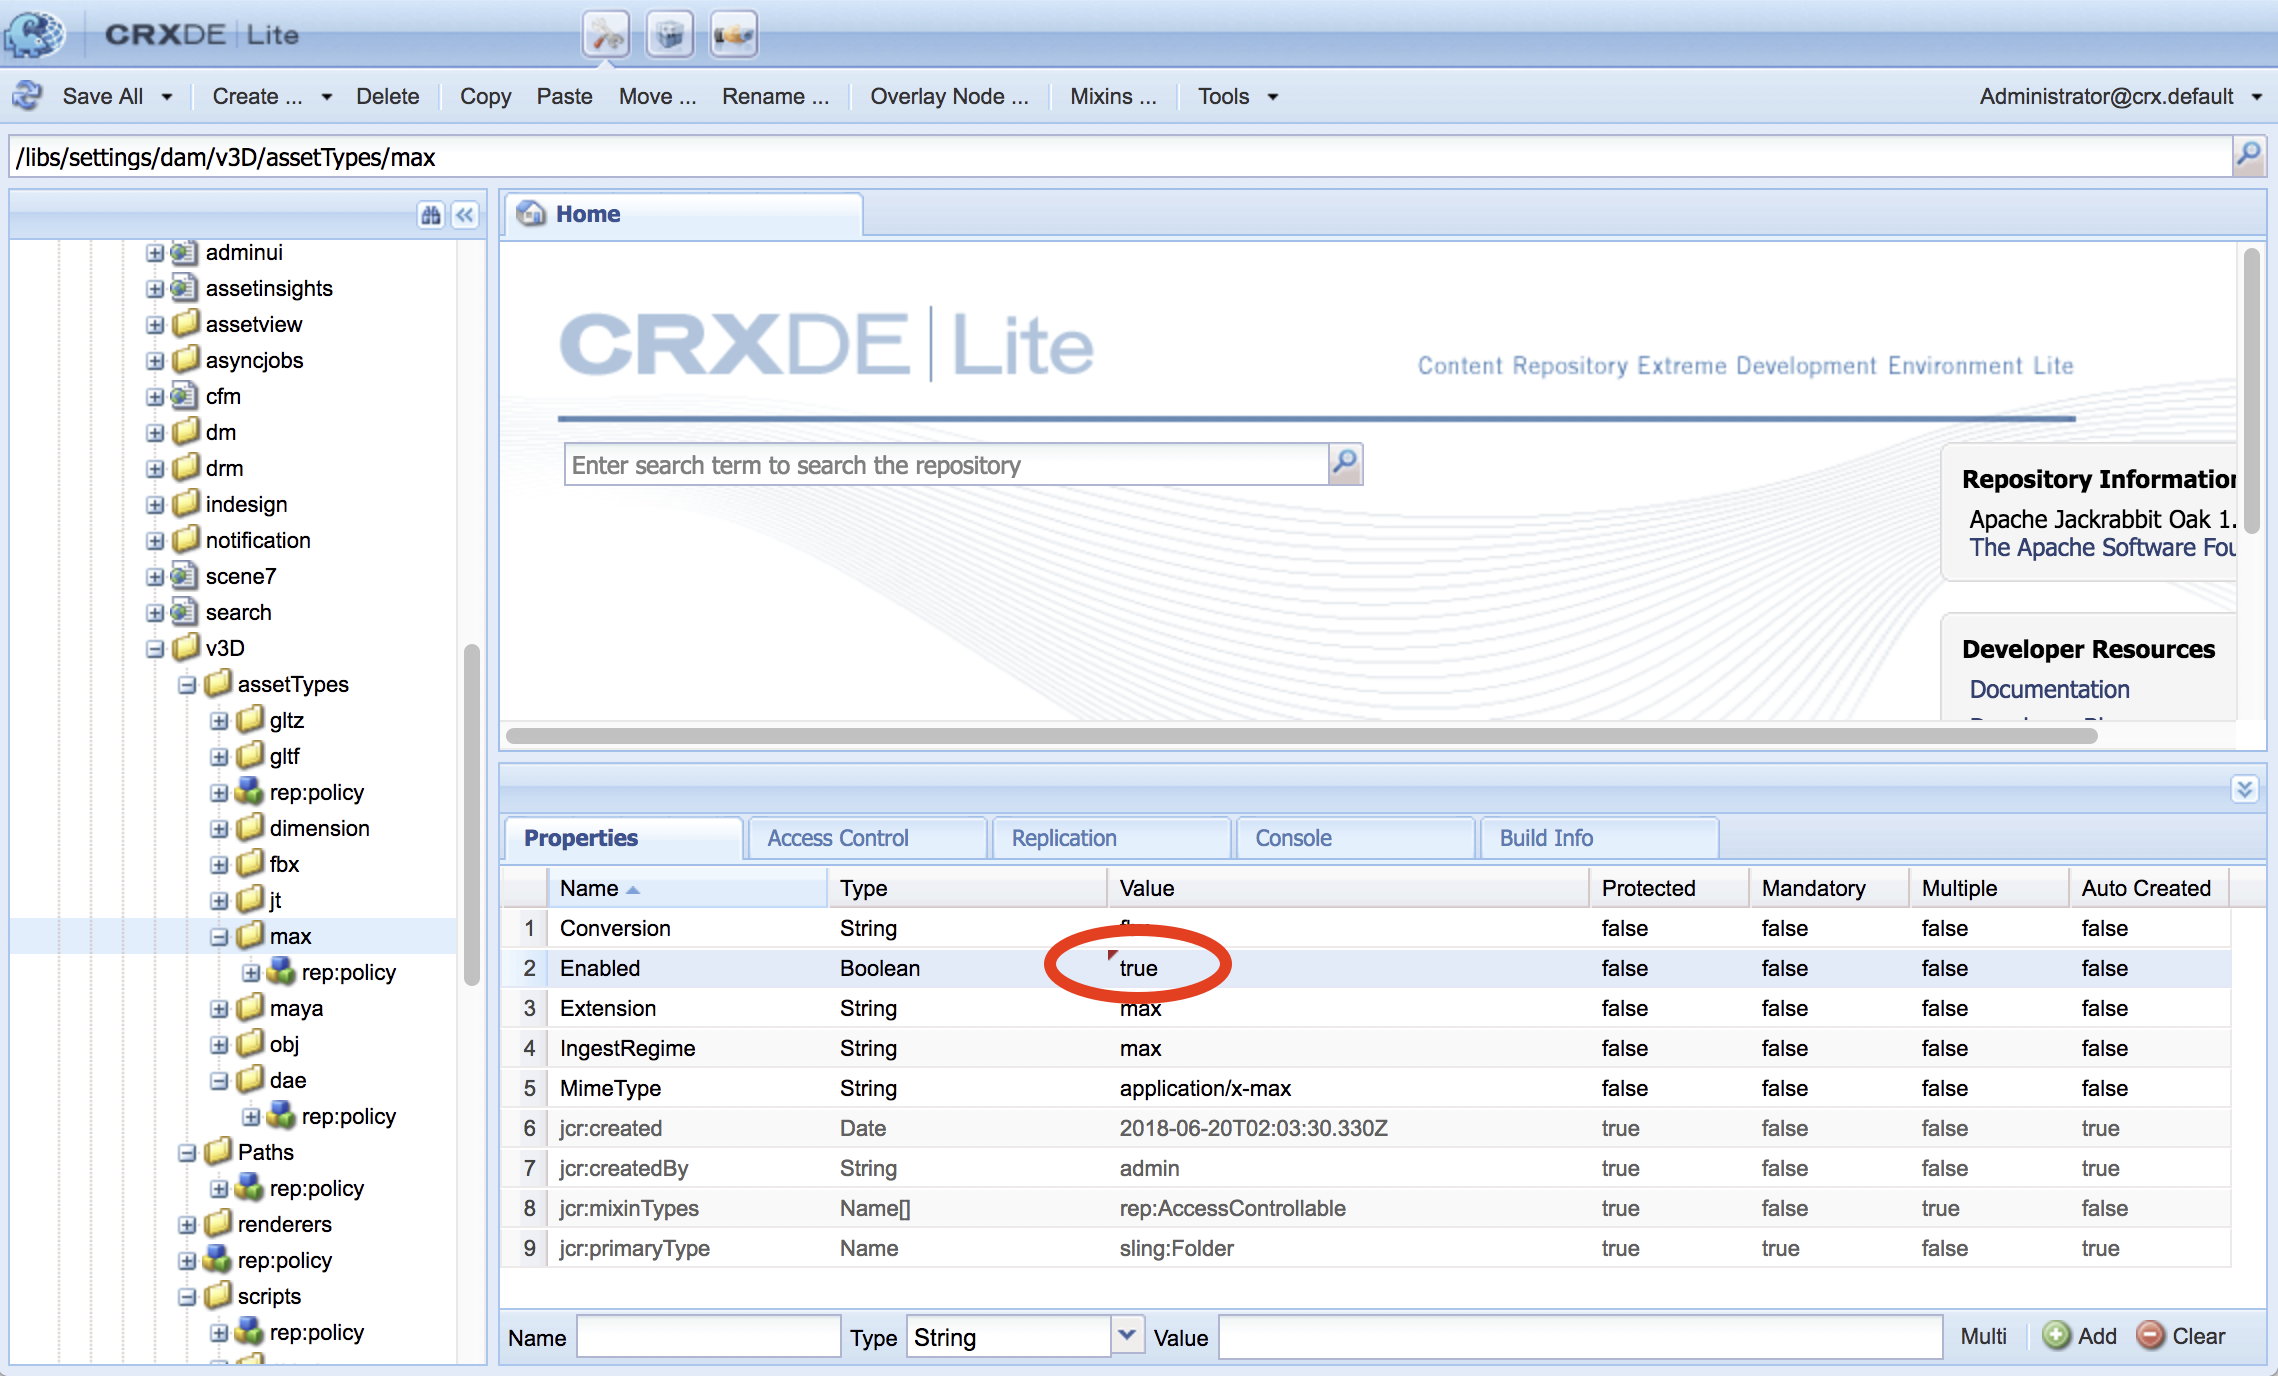 CRXDE | Lite
Save All Create ... Delete Copy Paste Move ... Rename ... Overlay Node ... Mixins ... Tools Administrator@crx.default
/libs/settings/dam/v3D/assetTypes/max
adminui
assetinsights
assetview
asyncjobs
cfm
dm
drm
indesign
notification
scene7
search
v3D
assetTypes
gltz
gltf
rep:policy
dimension
fbx
jt
max
rep:policy
maya
obj
dae
rep:policy
Paths
rep:policy
renderers
rep:policy
scripts
rep:policy
Home
CRXDE | Lite
Content Repository Extreme Development Environment Lite
Enter search term to search the repository
Repository Information
Apache Jackrabbit Oak 1.
The Apache Software Fou
Developer Resources
Documentation
Properties Access Control Replication Console Build Info
Name Type Value Protected Mandatory Multiple Auto Created
1 Conversion String false false false false
2 Enabled Boolean true false false false false
3 Extension String max false false false false
4 IngestRegime String max false false false false
5 MimeType String application/x-max false false false false
6 jcr:created Date 2018-06-20T02:03:30.330Z true false false true
7 jcr:createdBy String admin true false false true
8 jcr:mixinTypes Name[] rep:AccessControllable true false true false
9 jcr:primaryType Name sling:Folder true true false true
Name Type String Value Multi Add Clear